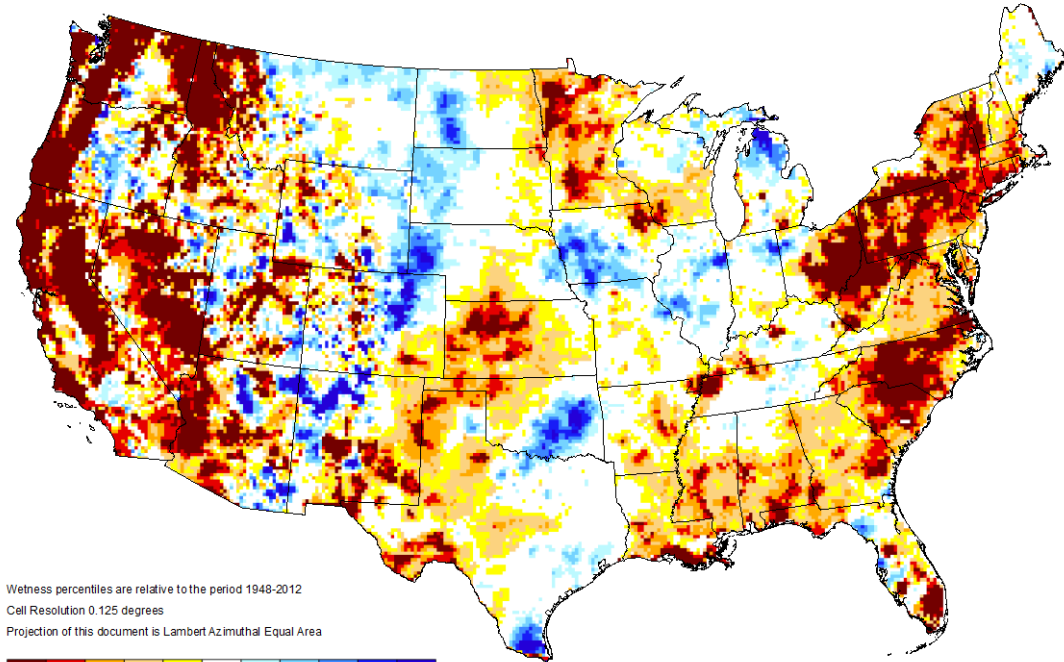 Wetness percentiles are relative to the period 1948-2012
Cell Resolution 0.125 degrees
Projection of this document is Lambert Azimuthal Equal Area